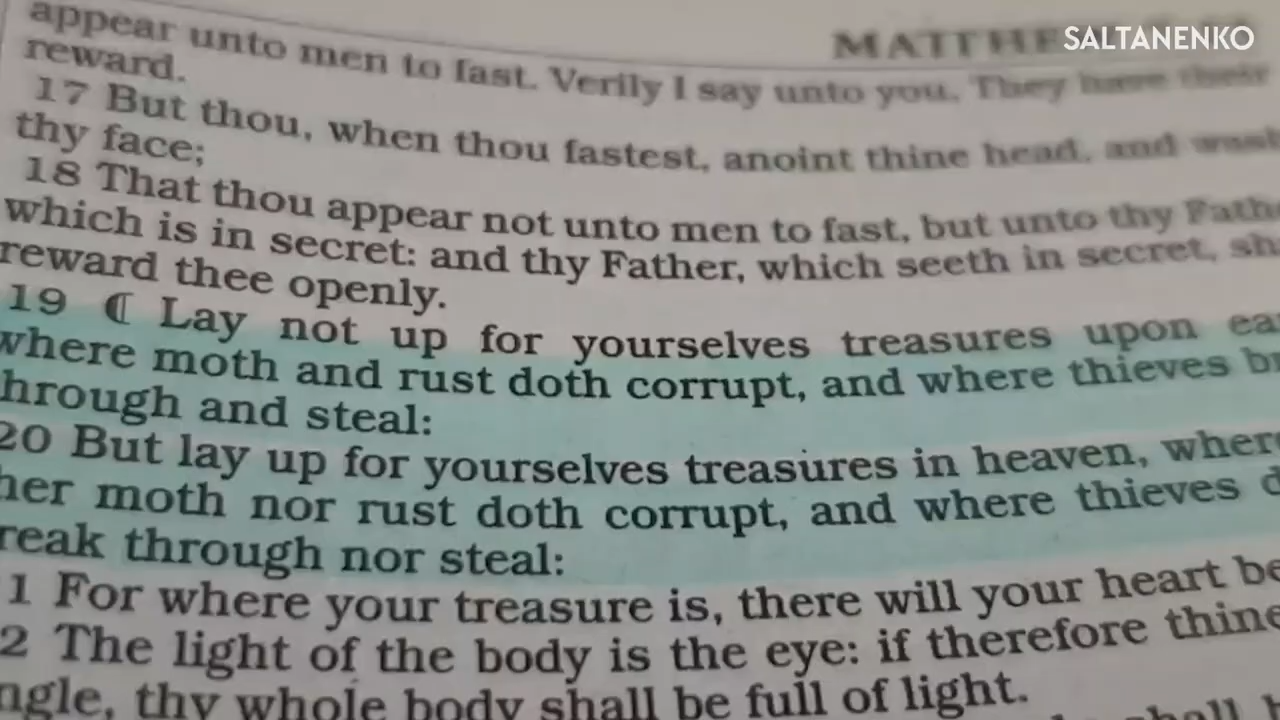 MATTHE
SALTANENKO
appear unto men to fast. Verily I say unto you, They have their
reward.
17 But thou, when thou fastest, anoint thine head, and wash
thy face;
18 That thou appear not unto men to fast, but unto thy Fathe
which is in secret: and thy Father, which seeth in secret, sh
reward thee openly.
19 ⁋ Lay not up for yourselves treasures upon ea
where moth and rust doth corrupt, and where thieves br
hrough and steal:
20 But lay up for yourselves treasures in heaven, where
her moth nor rust doth corrupt, and where thieves d
reak through nor steal:
1 For where your treasure is, there will your heart be
2 The light of the body is the eye: if therefore thine
ngle, thy whole body shall be full of light.